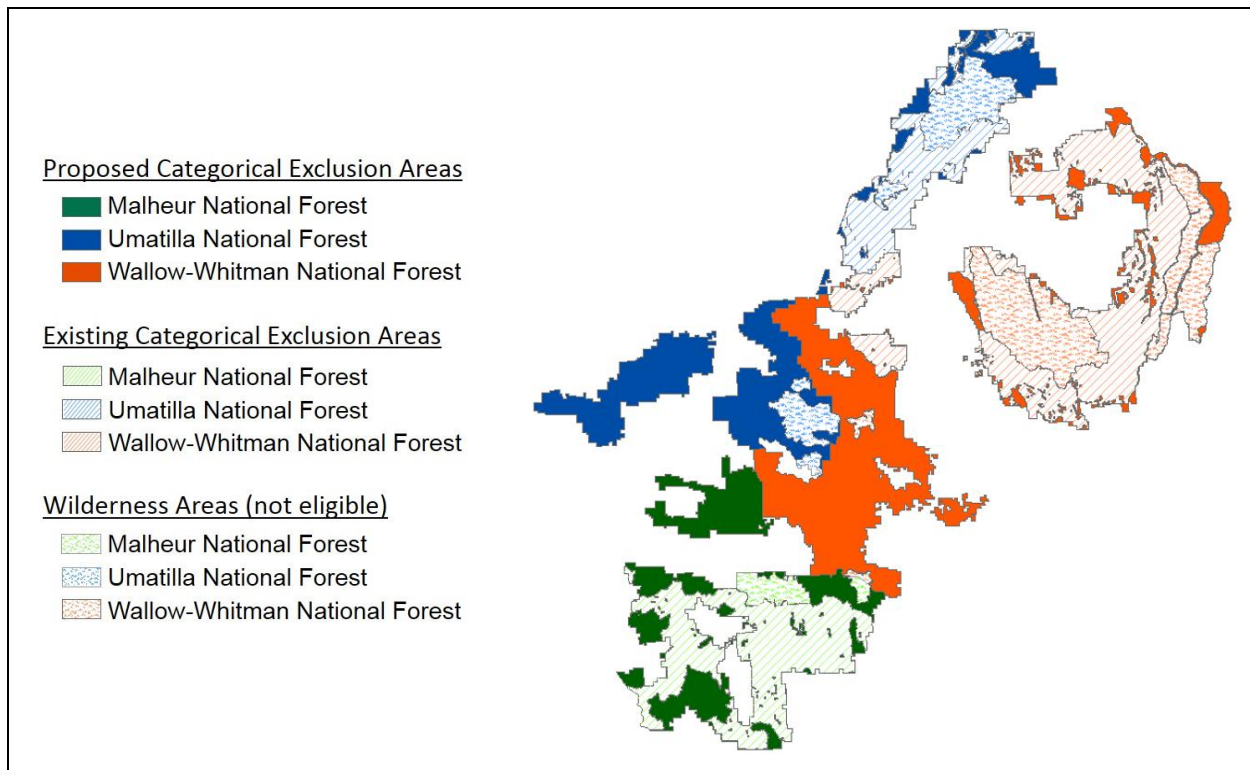 Proposed Categorical Exclusion Areas
Malheur National Forest
Umatilla National Forest
Wallow-Whitman National Forest
Existing Categorical Exclusion Areas
Malheur National Forest
Umatilla National Forest
Wallow-Whitman National Forest
Wilderness Areas (not eligible)
Malheur National Forest
Umatilla National Forest
Wallow-Whitman National Forest